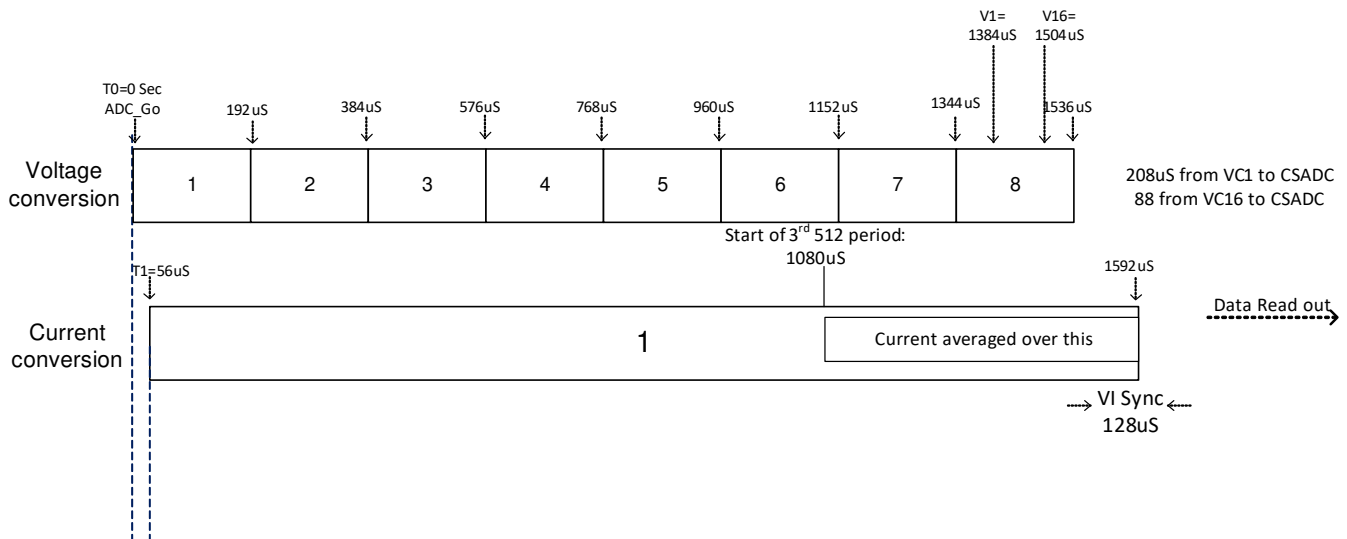 V1=
1384uS
V16=
1504uS
T0=0 Sec
ADC_Go
192uS
384uS
576uS
768uS
960uS
1152uS
1344uS
1536uS
Voltage
conversion
1
2
3
4
5
6
7
8
208uS from VC1 to CSADC
88 from VC16 to CSADC
Start of 3rd 512 period:
1080uS
T1=56uS
1592uS
Current
conversion
1
Current averaged over this
Data Read out
VI Sync
128uS